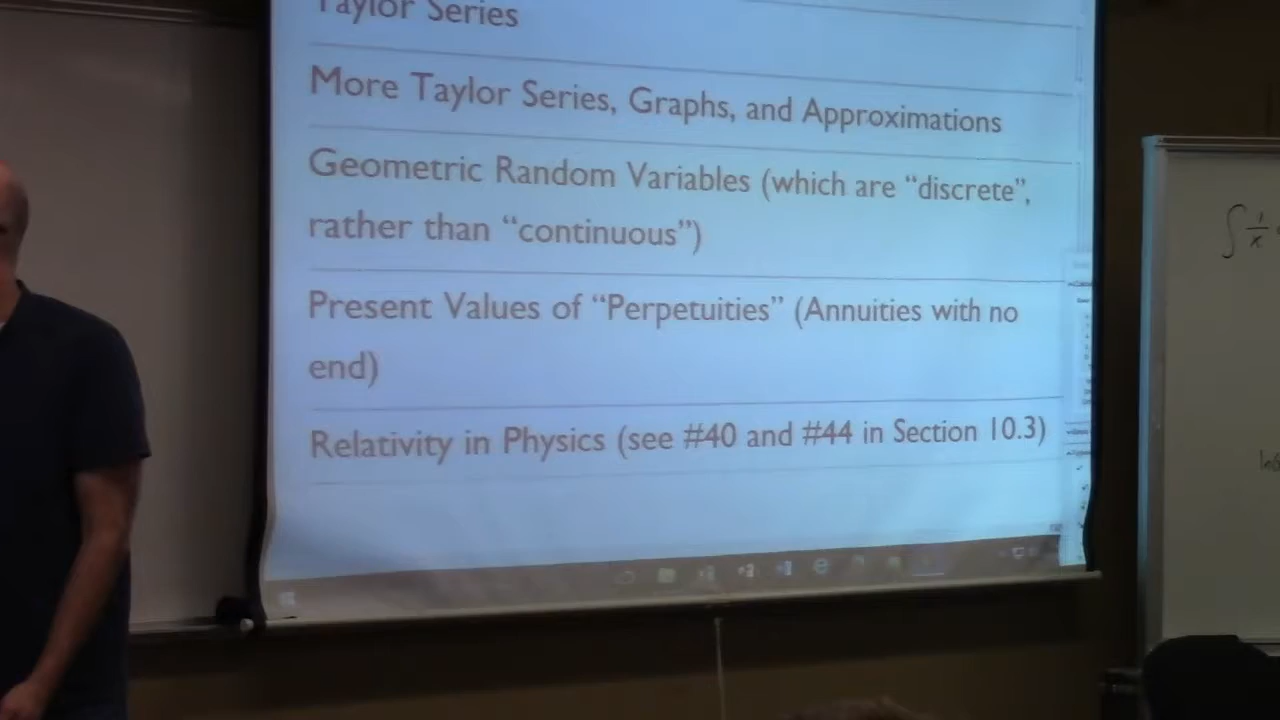 Taylor Series
More Taylor Series, Graphs, and Approximations
Geometric Random Variables (which are “discrete”,
rather than “continuous”)
Present Values of “Perpetuities” (Annuities with no
end)
Relativity in Physics (see #40 and #44 in Section 10.3)
∫ 1/x